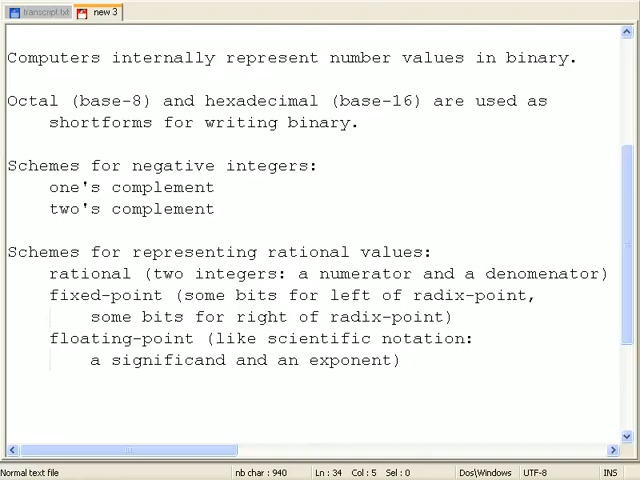 transcript.txt
new 3
Computers internally represent number values in binary.
Octal (base-8) and hexadecimal (base-16) are used as
shortforms for writing binary.
Schemes for negative integers:
one's complement
two's complement
Schemes for representing rational values:
rational (two integers: a numerator and a denomenator)
fixed-point (some bits for left of radix-point,
some bits for right of radix-point)
floating-point (like scientific notation:
a significand and an exponent)
Normal text file
nb char : 940
Ln : 34 Col : 5 Sel : 0
Dos\Windows
UTF-8
INS